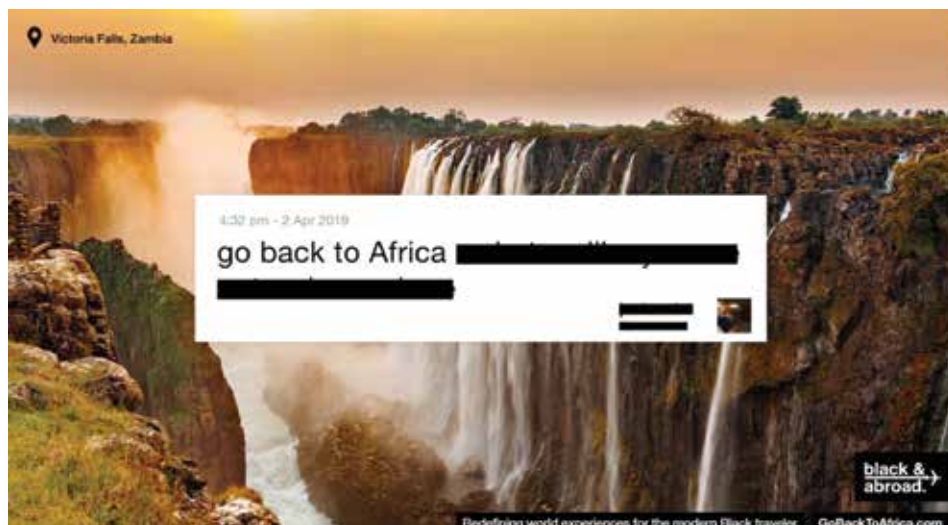 Victoria Falls, Zambia
4:32 pm - 2 Apr 2019
go back to Africa
black &
abroad.
Redefining world experiences for the modern Black traveler. GoBackToAfrica.com